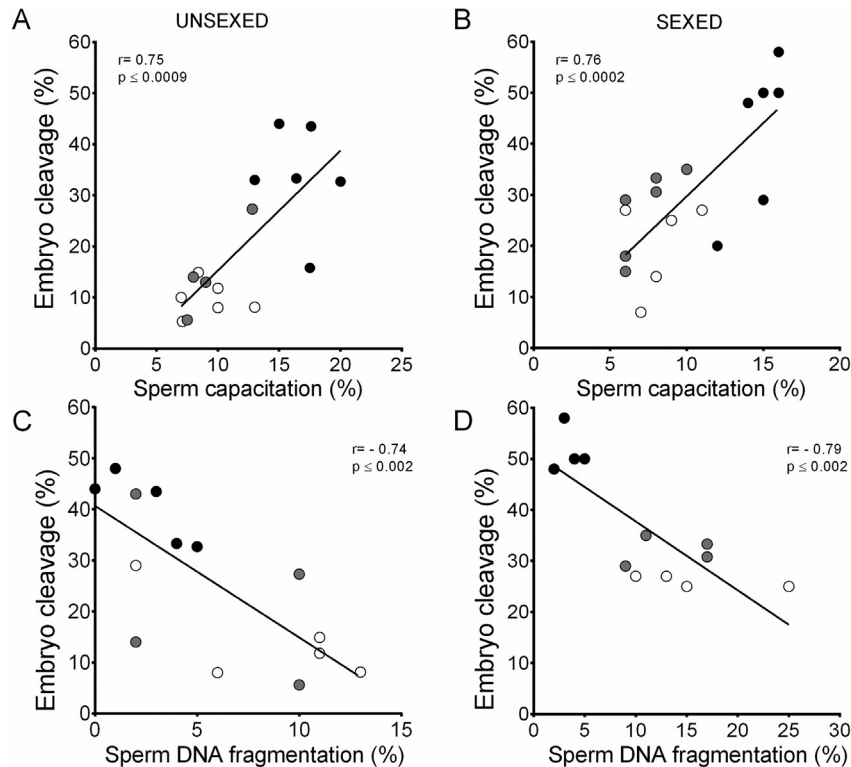 A
UNSEXED
r= 0.75
p ≤ 0.0009
Embryo cleavage (%)
60
50
40
30
20
10
0
0 5 10 15 20 25
Sperm capacitation (%)
B
SEXED
r= 0.76
p ≤ 0.0002
Embryo cleavage (%)
60
50
40
30
20
10
0
0 5 10 15 20
Sperm capacitation (%)
C
r= - 0.74
p ≤ 0.002
Embryo cleavage (%)
60
50
40
30
20
10
0
0 5 10 15
Sperm DNA fragmentation (%)
D
r= - 0.79
p ≤ 0.002
Embryo cleavage (%)
60
50
40
30
20
10
0
0 5 10 15 20 25 30
Sperm DNA fragmentation (%)